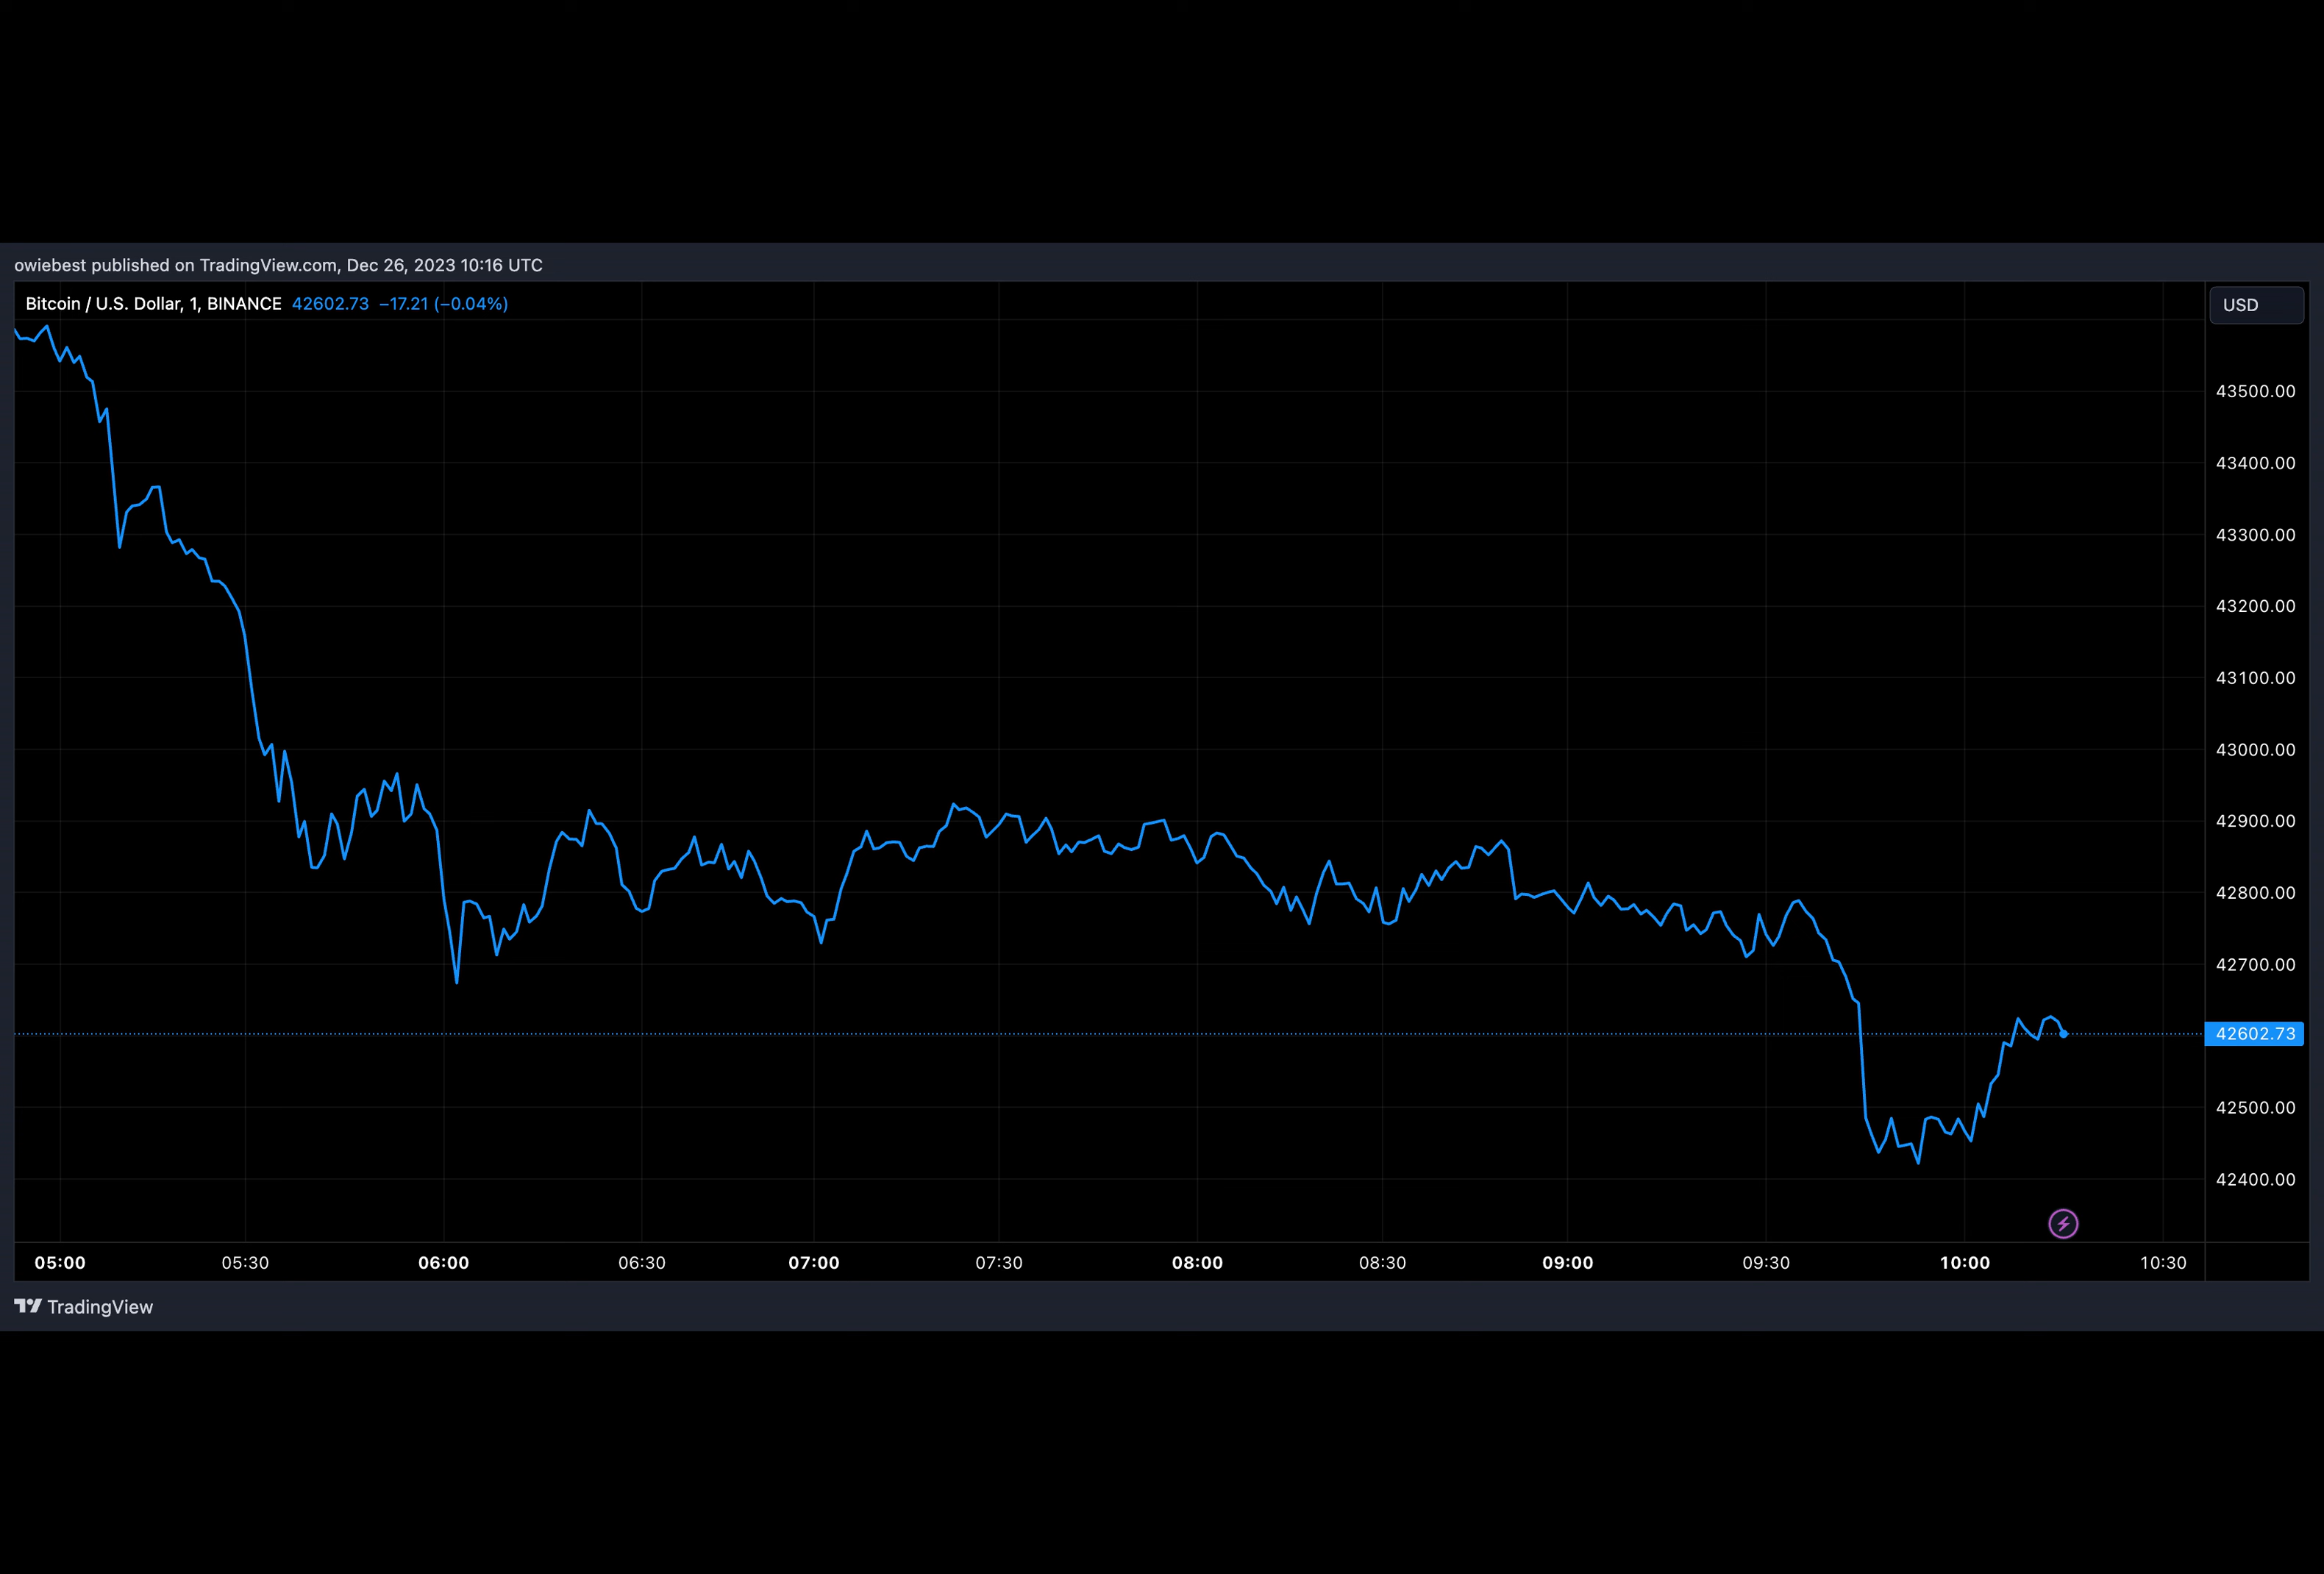 owiebest published on TradingView.com, Dec 26, 2023 10:16 UTC
Bitcoin / U.S. Dollar, 1, BINANCE 42602.73 −17.21 (−0.04%)
USD
43500.00
43400.00
43300.00
43200.00
43100.00
43000.00
42900.00
42800.00
42700.00
42602.73
42500.00
42400.00
05:00 05:30 06:00 06:30 07:00 07:30 08:00 08:30 09:00 09:30 10:00 10:30
TradingView